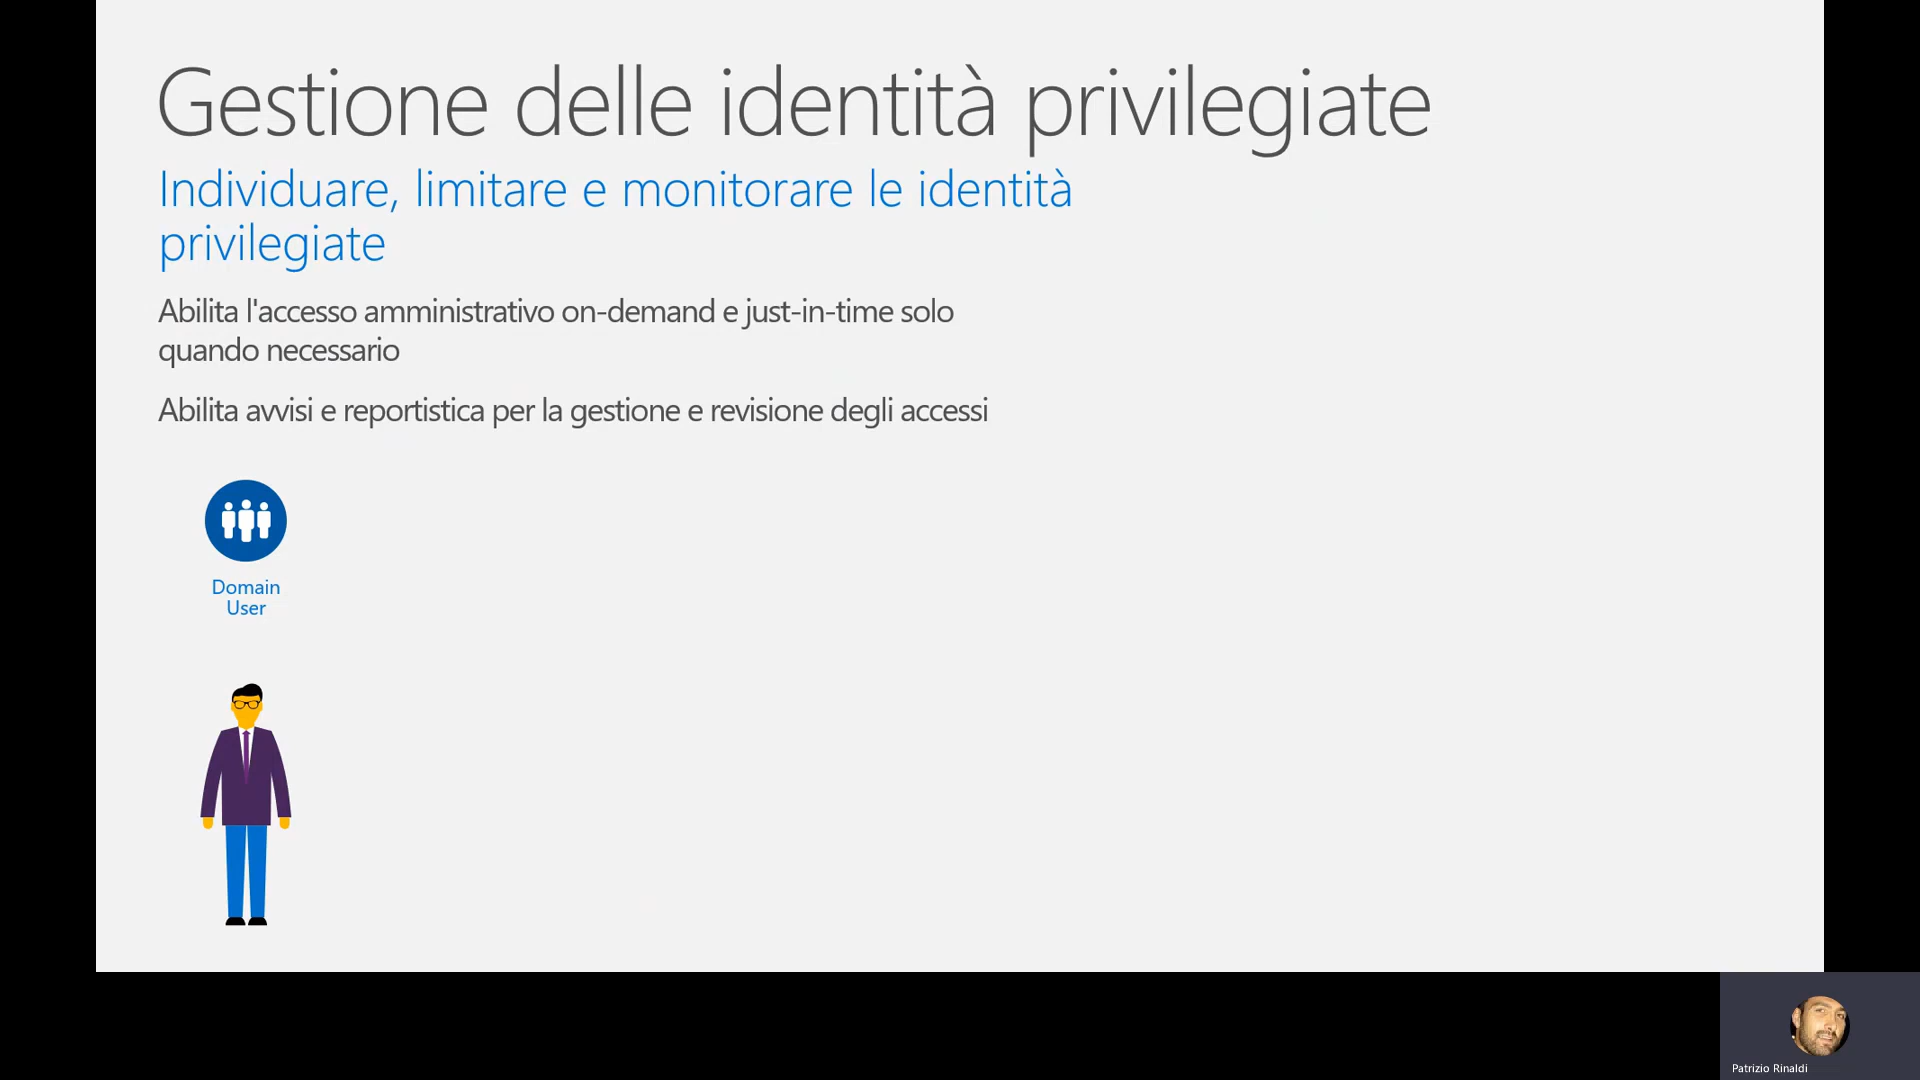 Gestione delle identità privilegiate
Individuare, limitare e monitorare le identità
privilegiate
Abilita l'accesso amministrativo on-demand e just-in-time solo
quando necessario
Abilita avvisi e reportistica per la gestione e revisione degli accessi
Domain
User
Patrizio Rinaldi